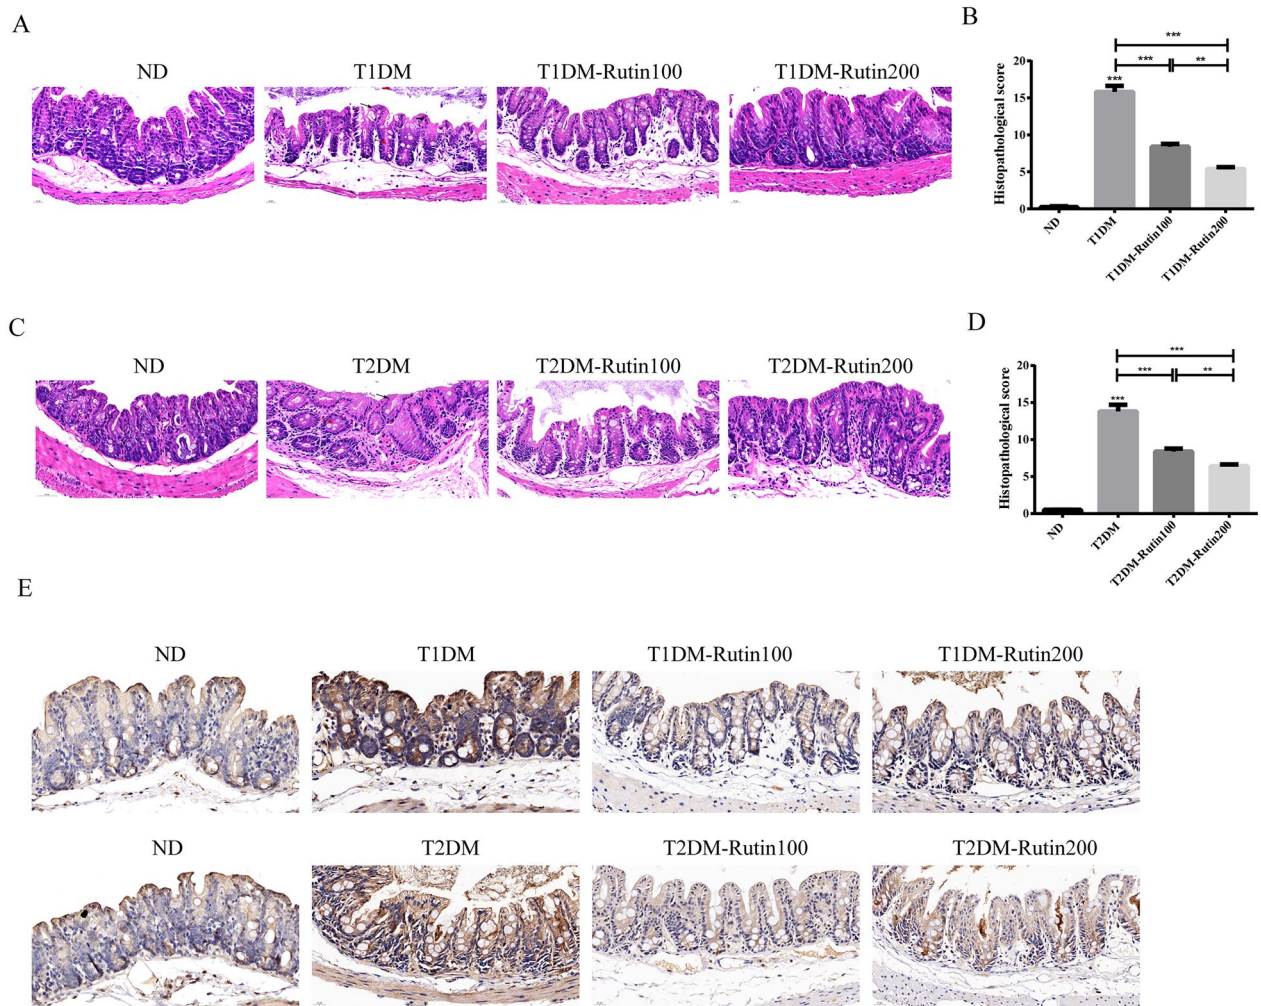 A
ND T1DM T1DM-Rutin100 T1DM-Rutin200
B
***
*** **
***
Histopathological score
20
15
10
5
0
ND T1DM T1DM-Rutin100 T1DM-Rutin200
C
ND T2DM T2DM-Rutin100 T2DM-Rutin200
D
***
*** **
***
Histopathological score
20
15
10
5
0
ND T2DM T2DM-Rutin100 T2DM-Rutin200
E
ND T1DM T1DM-Rutin100 T1DM-Rutin200
ND T2DM T2DM-Rutin100 T2DM-Rutin200